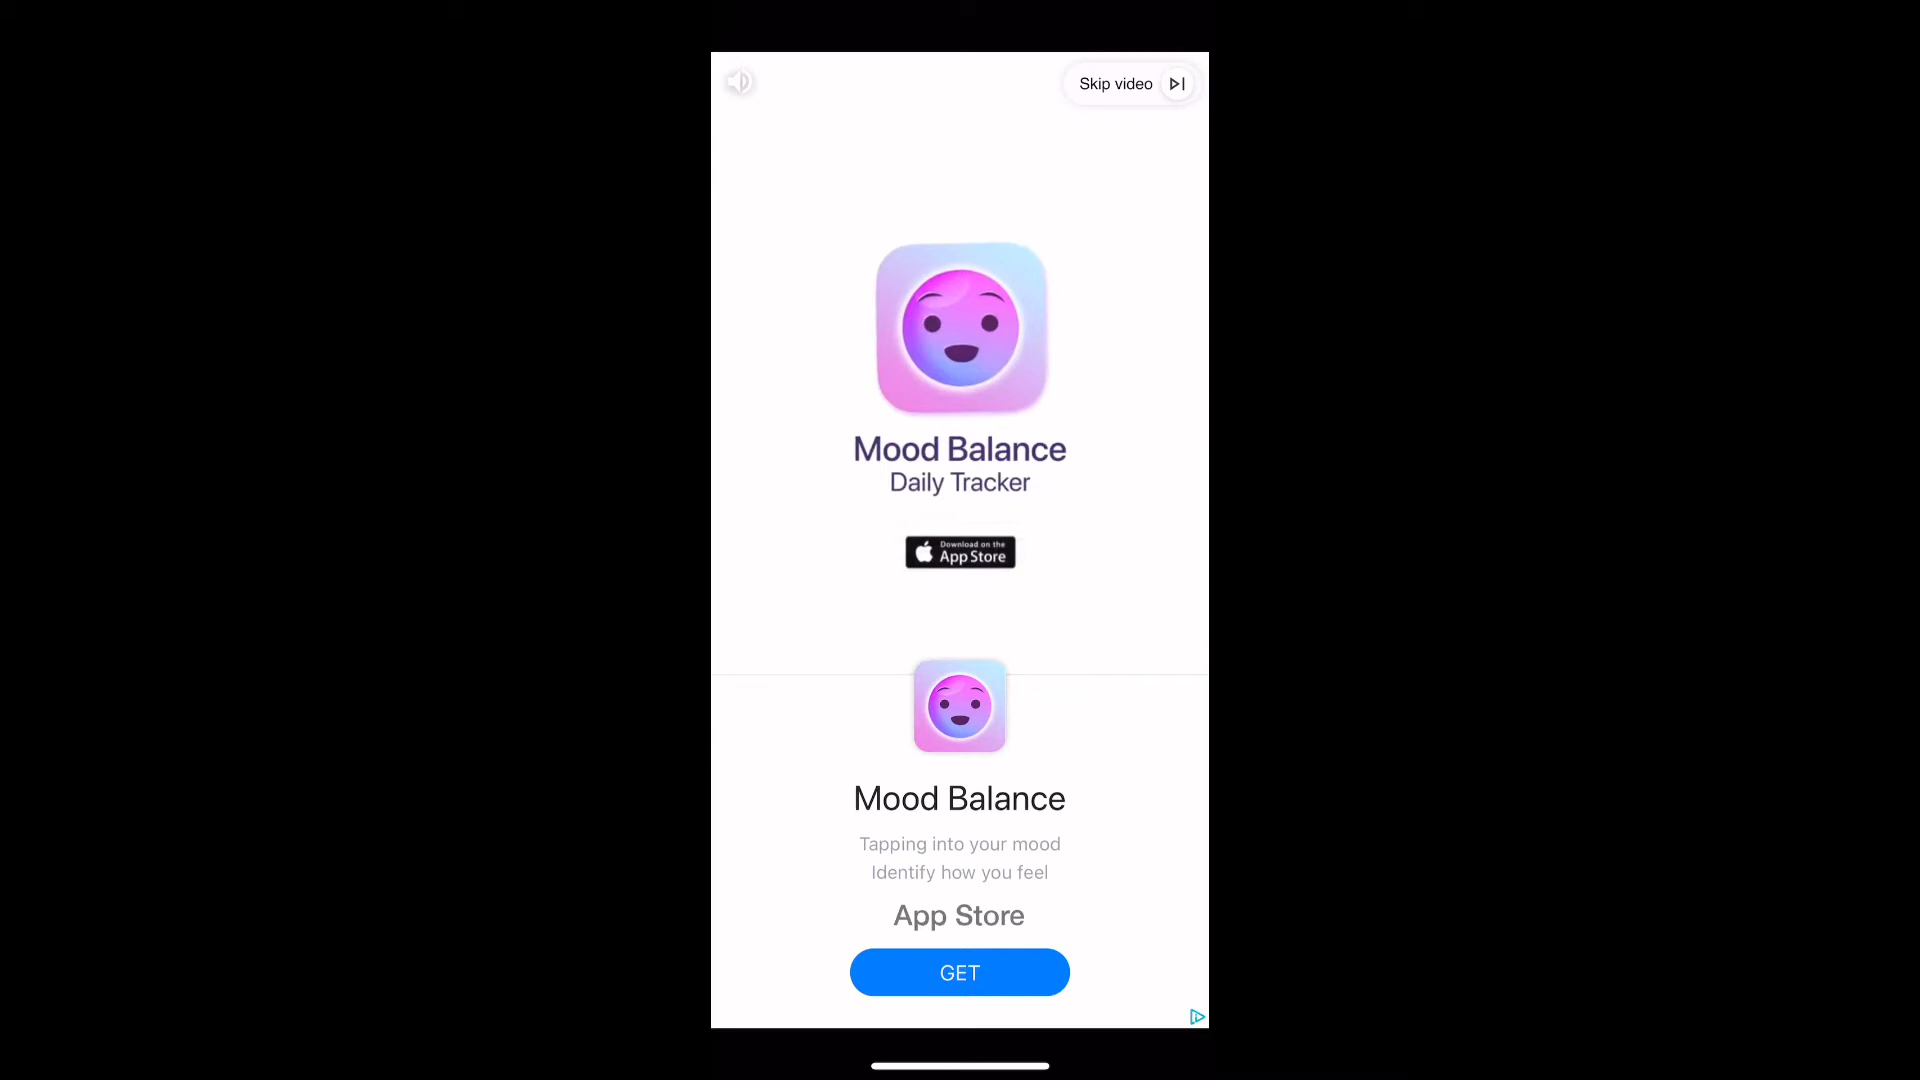 Skip video
Mood Balance
Daily Tracker
Download on the
App Store
Mood Balance
Tapping into your mood
Identify how you feel
App Store
GET